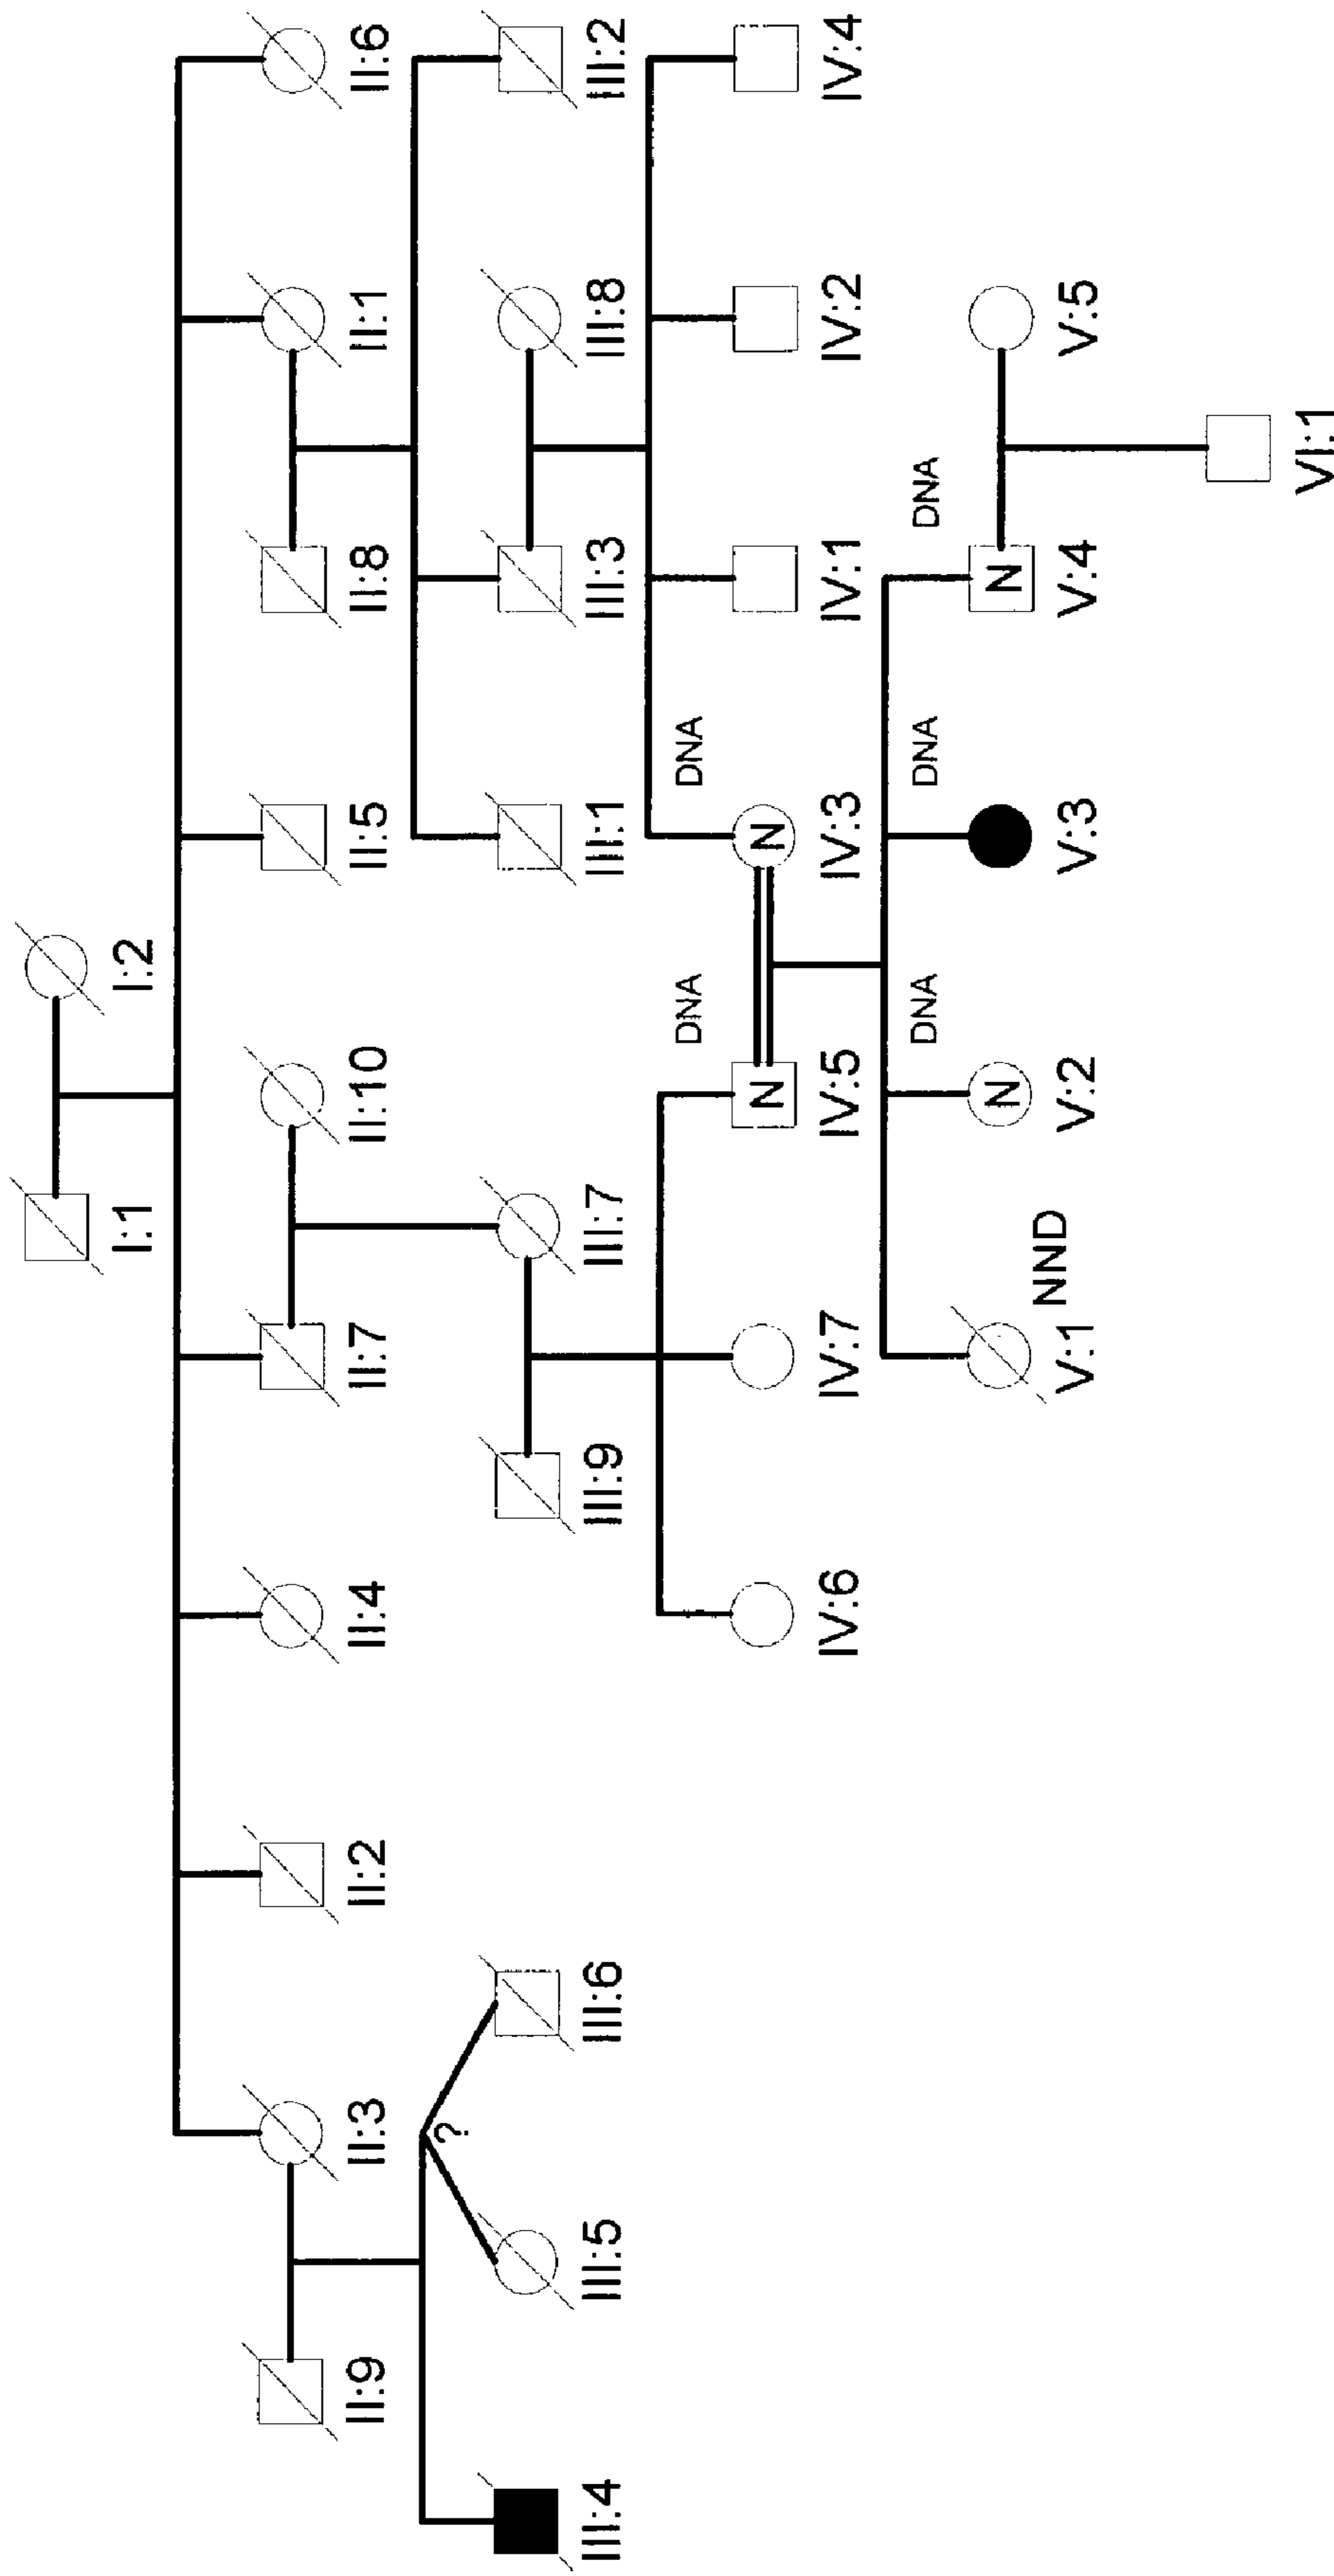 I:1
I:2
II:9
II:3
II:2
II:4
II:7
II:10
II:5
II:8
II:1
II:6
III:4
III:5
?
III:6
III:9
III:7
III:1
III:3
III:8
III:2
IV:6
IV:7
DNA
N
IV:5
DNA
N
IV:3
IV:1
IV:2
IV:4
V:1
NND
DNA
N
V:2
DNA
V:3
DNA
N
V:4
V:5
VI:1